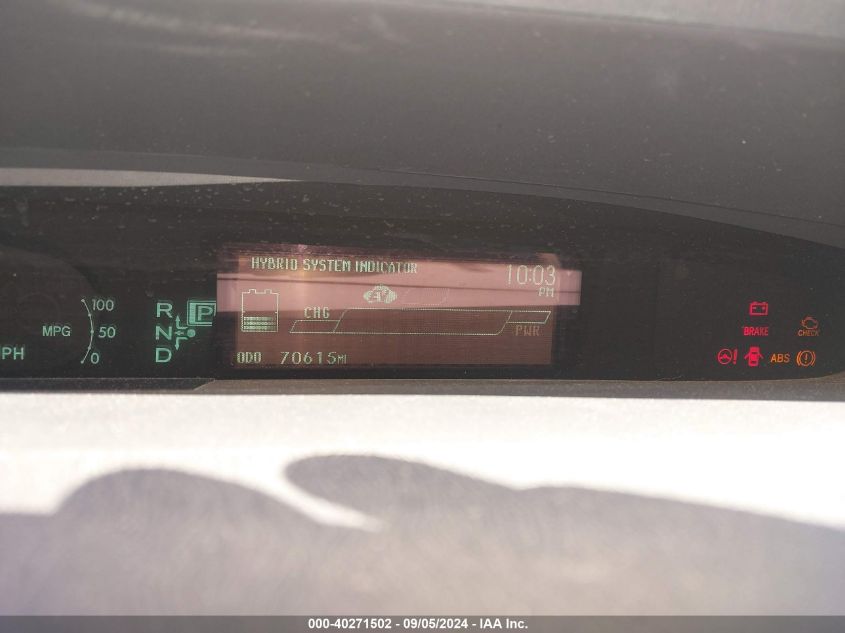 HYBRID SYSTEM INDICATOR
10:03
PM
CHG
PWR
ODO 70615MI
MPG
100
50
0
PH
R
N
D
P
BRAKE
CHECK
ABS
000-40271502 - 09/05/2024 - IAA Inc.